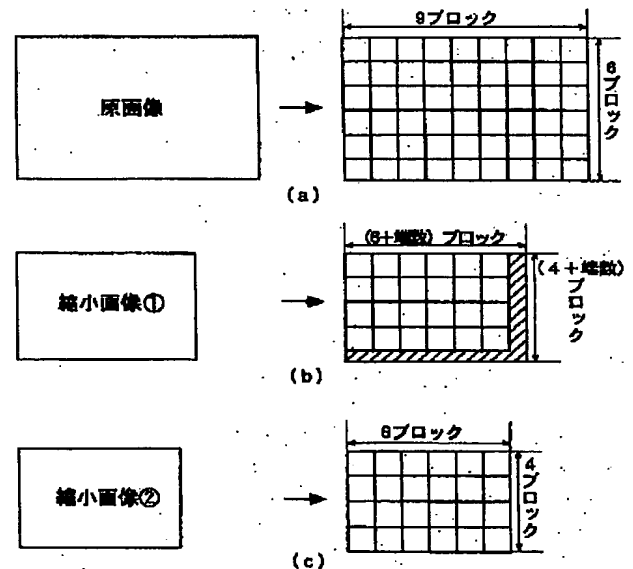 9ブロック
原画像
6ブロック
(a)
(6+端数) ブロック
縮小画像①
(4+端数)
ブロック
(b)
6ブロック
縮小画像②
4ブロック
(c)